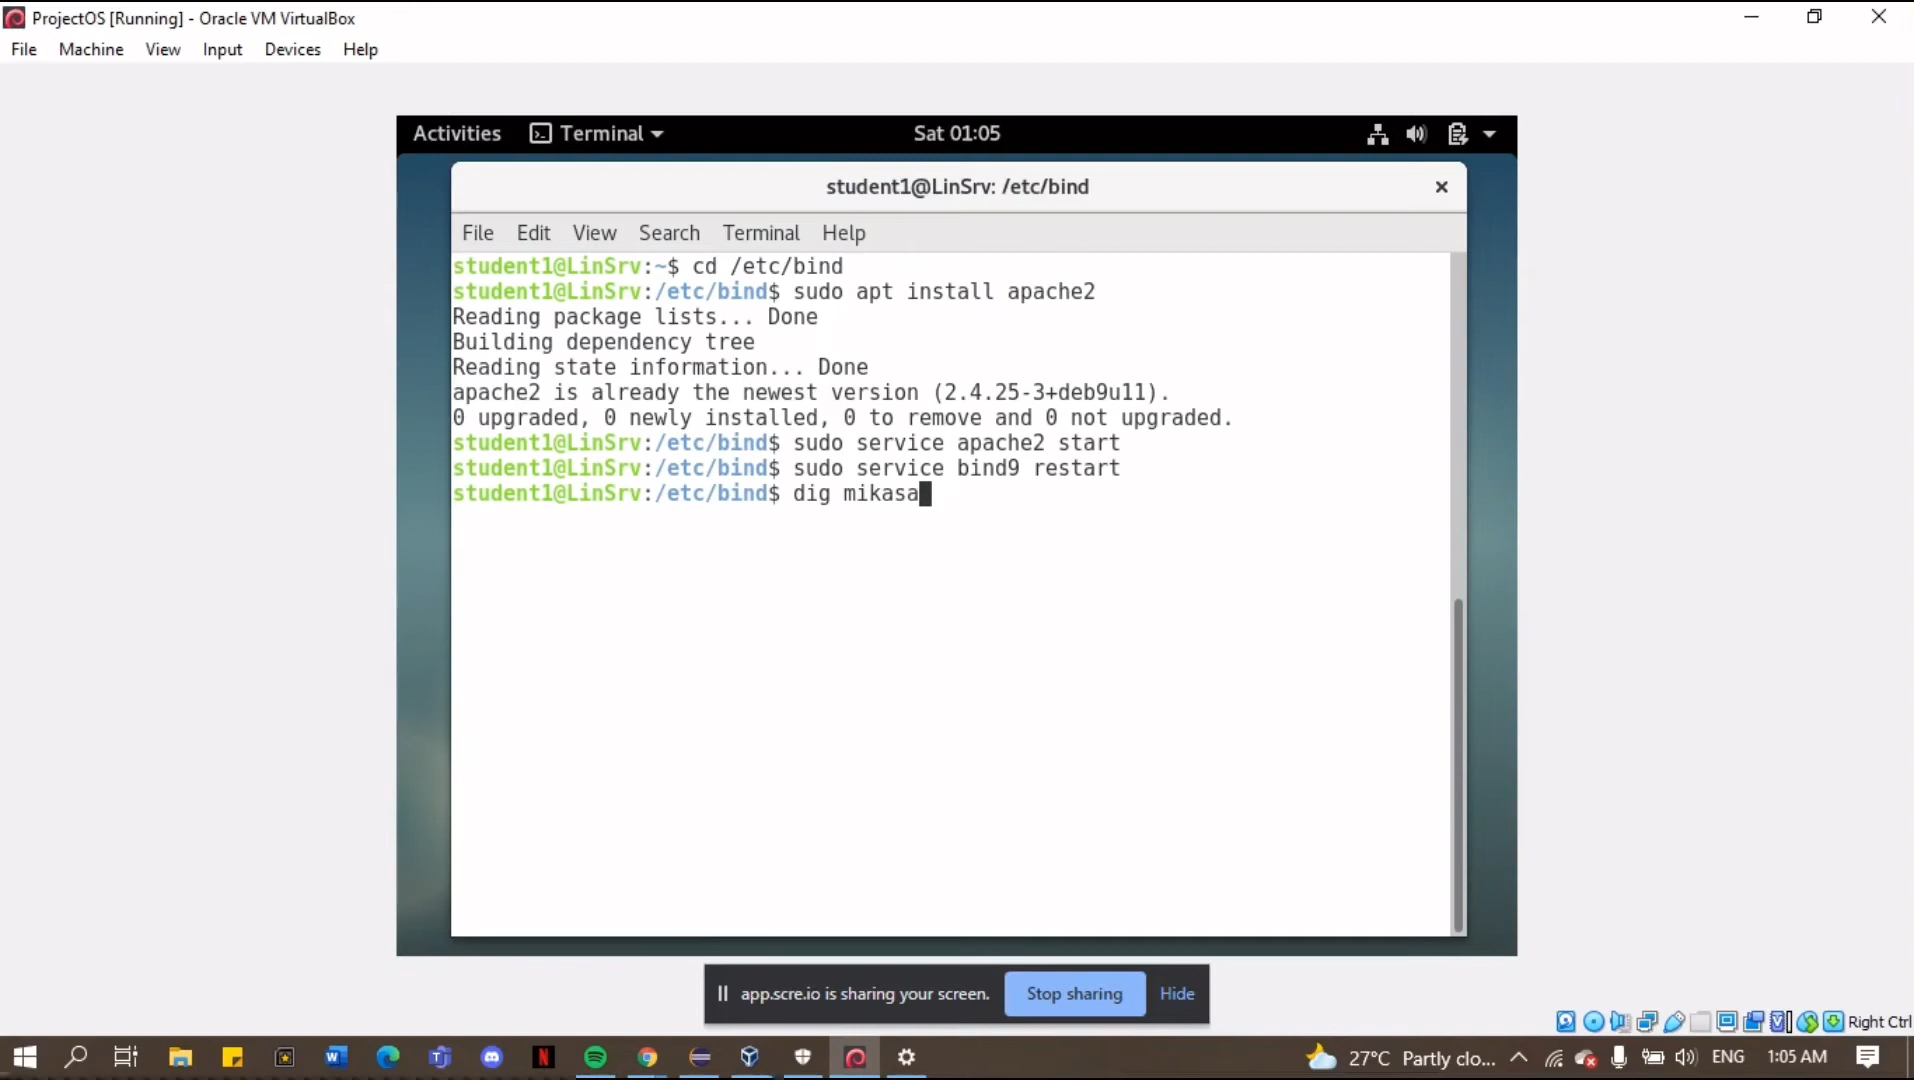 ProjectOS [Running] - Oracle VM VirtualBox
File Machine View Input Devices Help
Activities Terminal Sat 01:05
student1@LinSrv: /etc/bind
File Edit View Search Terminal Help
student1@LinSrv:~$ cd /etc/bind
student1@LinSrv:/etc/bind$ sudo apt install apache2
Reading package lists... Done
Building dependency tree
Reading state information... Done
apache2 is already the newest version (2.4.25-3+deb9u11).
0 upgraded, 0 newly installed, 0 to remove and 0 not upgraded.
student1@LinSrv:/etc/bind$ sudo service apache2 start
student1@LinSrv:/etc/bind$ sudo service bind9 restart
student1@LinSrv:/etc/bind$ dig mikasa
app.scre.io is sharing your screen. Stop sharing Hide
Right Ctrl
27°C Partly clo... ENG 1:05 AM